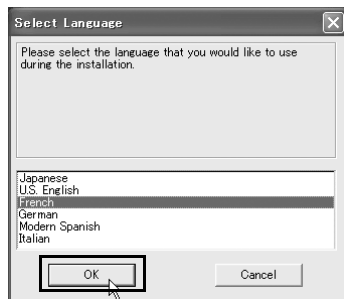 Select Language
Please select the language that you would like to use
during the installation.
Japanese
U.S. English
French
German
Modern Spanish
Italian
OK
Cancel